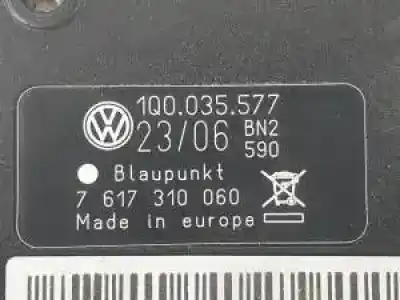 1Q0.035.577
23/06 BN2
590
Blaupunkt
7 617 310 060
Made in europe